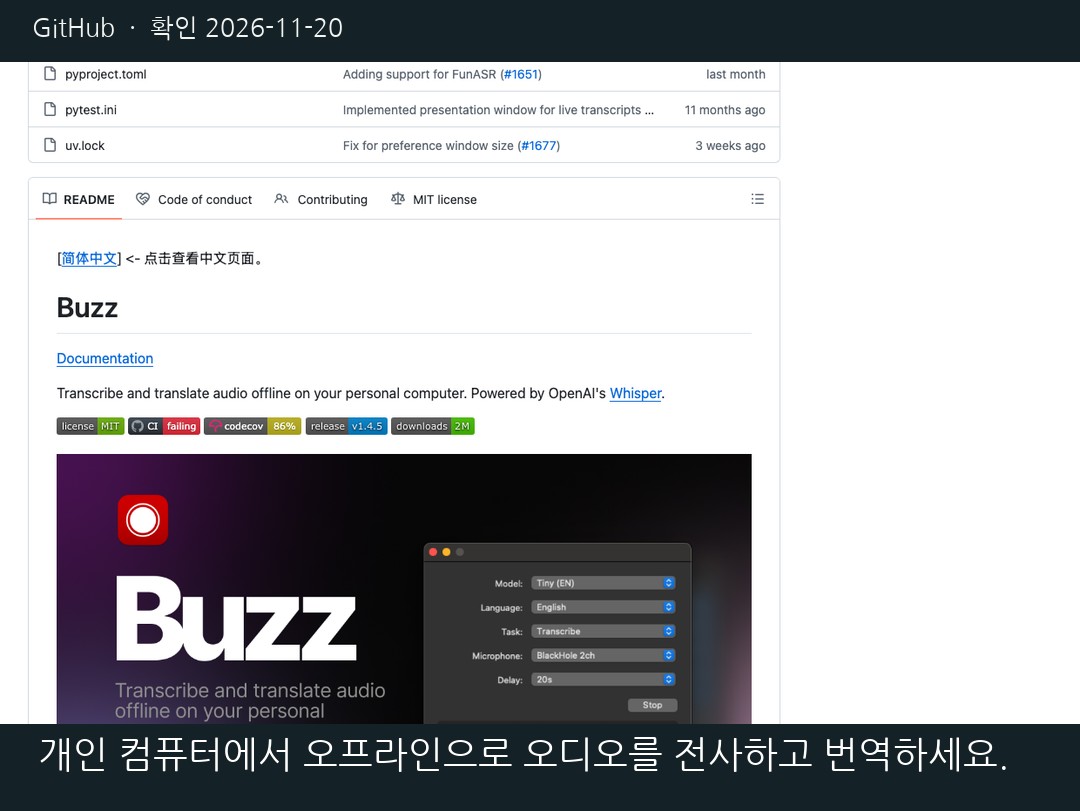 GitHub · 확인 2026-11-20
pyproject.toml Adding support for FunASR (#1651) last month
pytest.ini Implemented presentation window for live transcripts ... 11 months ago
uv.lock Fix for preference window size (#1677) 3 weeks ago
README Code of conduct Contributing MIT license
[简体中文] <- 点击查看中文页面。
Buzz
Documentation
Transcribe and translate audio offline on your personal computer. Powered by OpenAI's Whisper.
license MIT CI failing codecov 86% release v1.4.5 downloads 2M
Buzz
Transcribe and translate audio
offline on your personal
Model: Tiny (EN)
Language: English
Task: Transcribe
Microphone: BlackHole 2ch
Delay: 20s
Stop
개인 컴퓨터에서 오프라인으로 오디오를 전사하고 번역하세요.